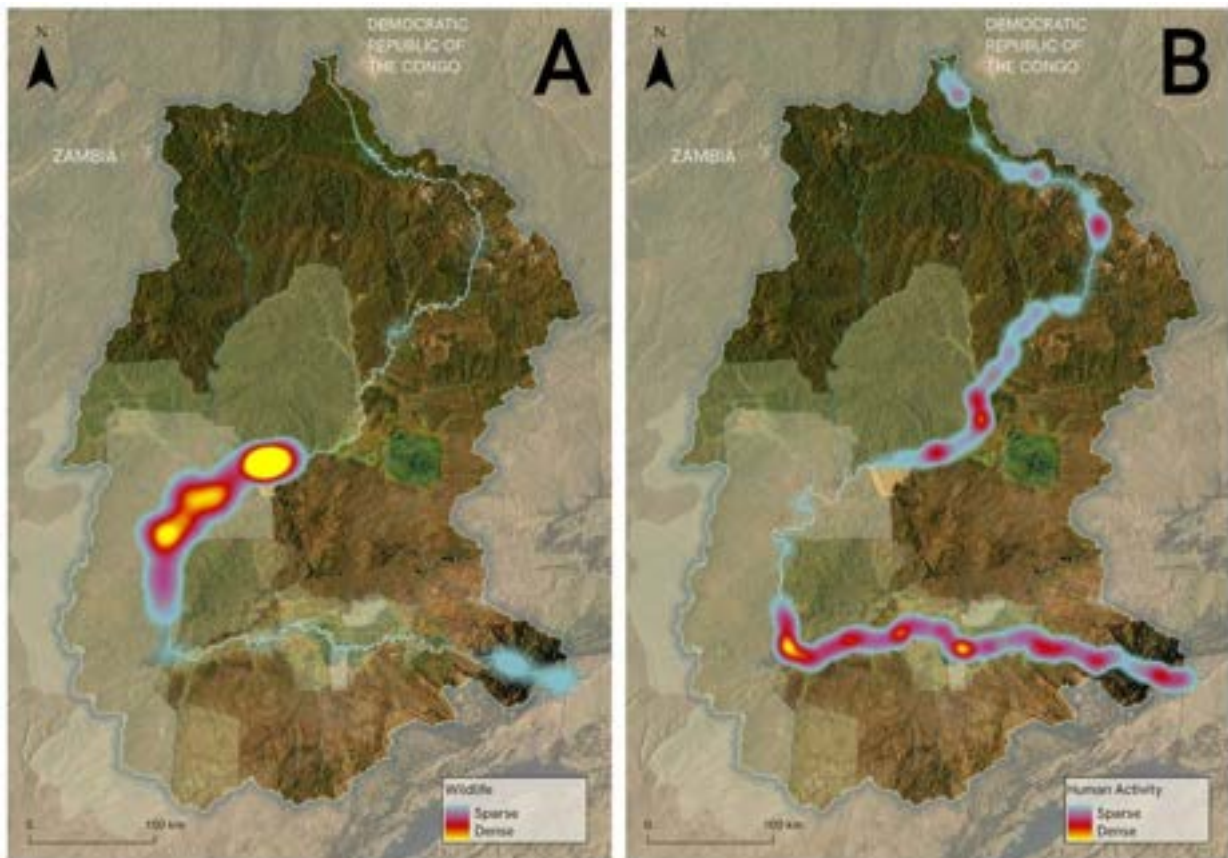 N
DEMOCRATIC
REPUBLIC OF
THE CONGO
A
ZAMBIA
Wildlife
Sparse
Dense
0
100 km
N
DEMOCRATIC
REPUBLIC OF
THE CONGO
B
ZAMBIA
Human Activity
Sparse
Dense
0
100 km